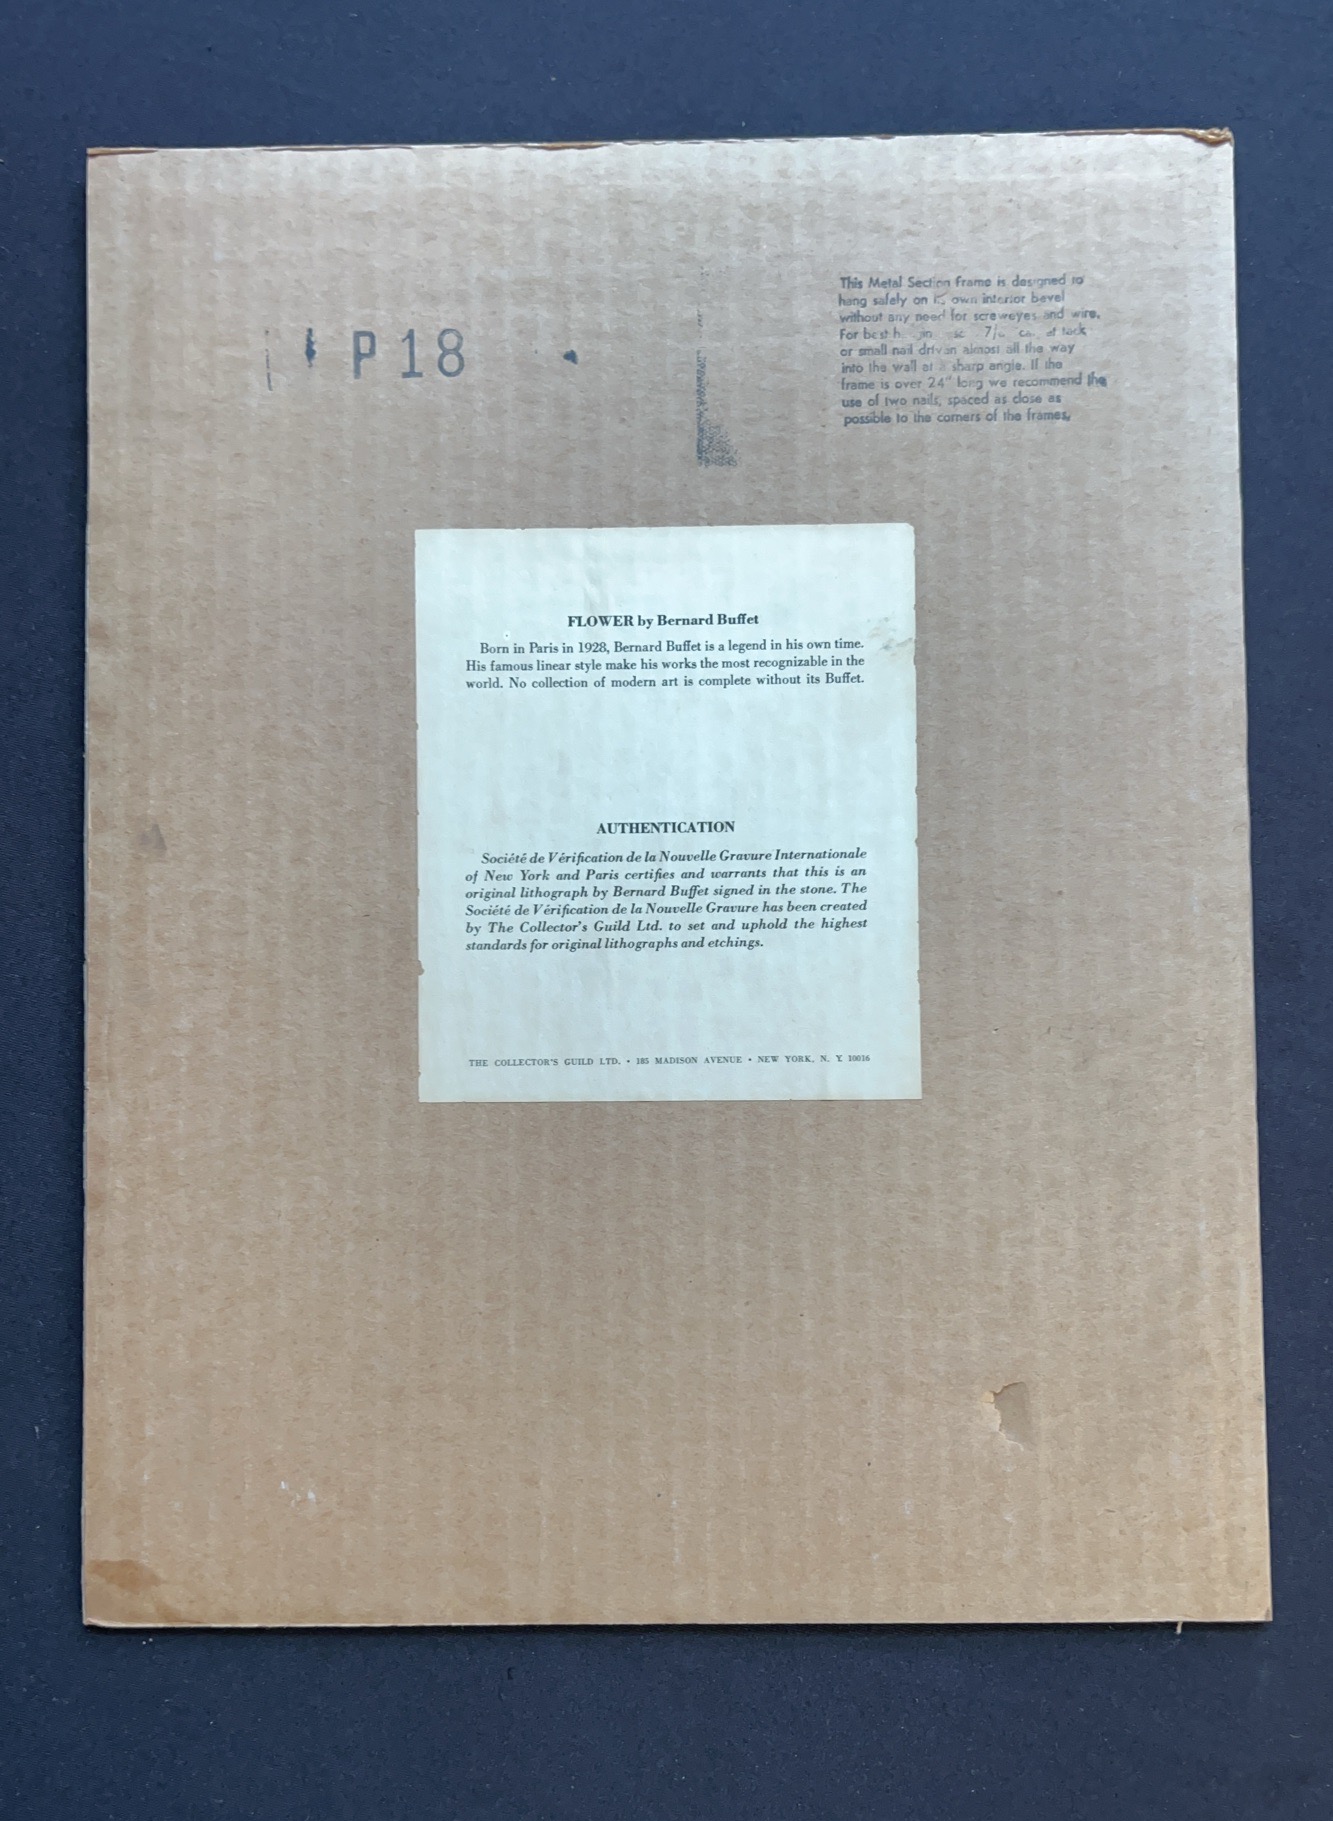 P18
This Metal Section Frame is designed to
hang safely on its own interior bevel
without any need for screweyes and wire.
For best 7/ tack
or small nail driven almost all the way
into the wall at a sharp angle. If the
frame is over 24" long we recommend the
use of two nails, spaced as close as
possible to the corners of the frames.
FLOWER by Bernard Buffet
Born in Paris in 1928, Bernard Buffet is a legend in his own time.
His famous linear style make his works the most recognizable in the
world. No collection of modern art is complete without its Buffet.
AUTHENTICATION
Société de Vérification de la Nouvelle Gravure Internationale
of New York and Paris certifies and warrants that this is an
original lithograph by Bernard Buffet signed in the stone. The
Société de Vérification de la Nouvelle Gravure has been created
by The Collector's Guild Ltd. to set and uphold the highest
standards for original lithographs and etchings.
THE COLLECTOR'S GUILD LTD. • 185 MADISON AVENUE • NEW YORK, N. Y. 10016